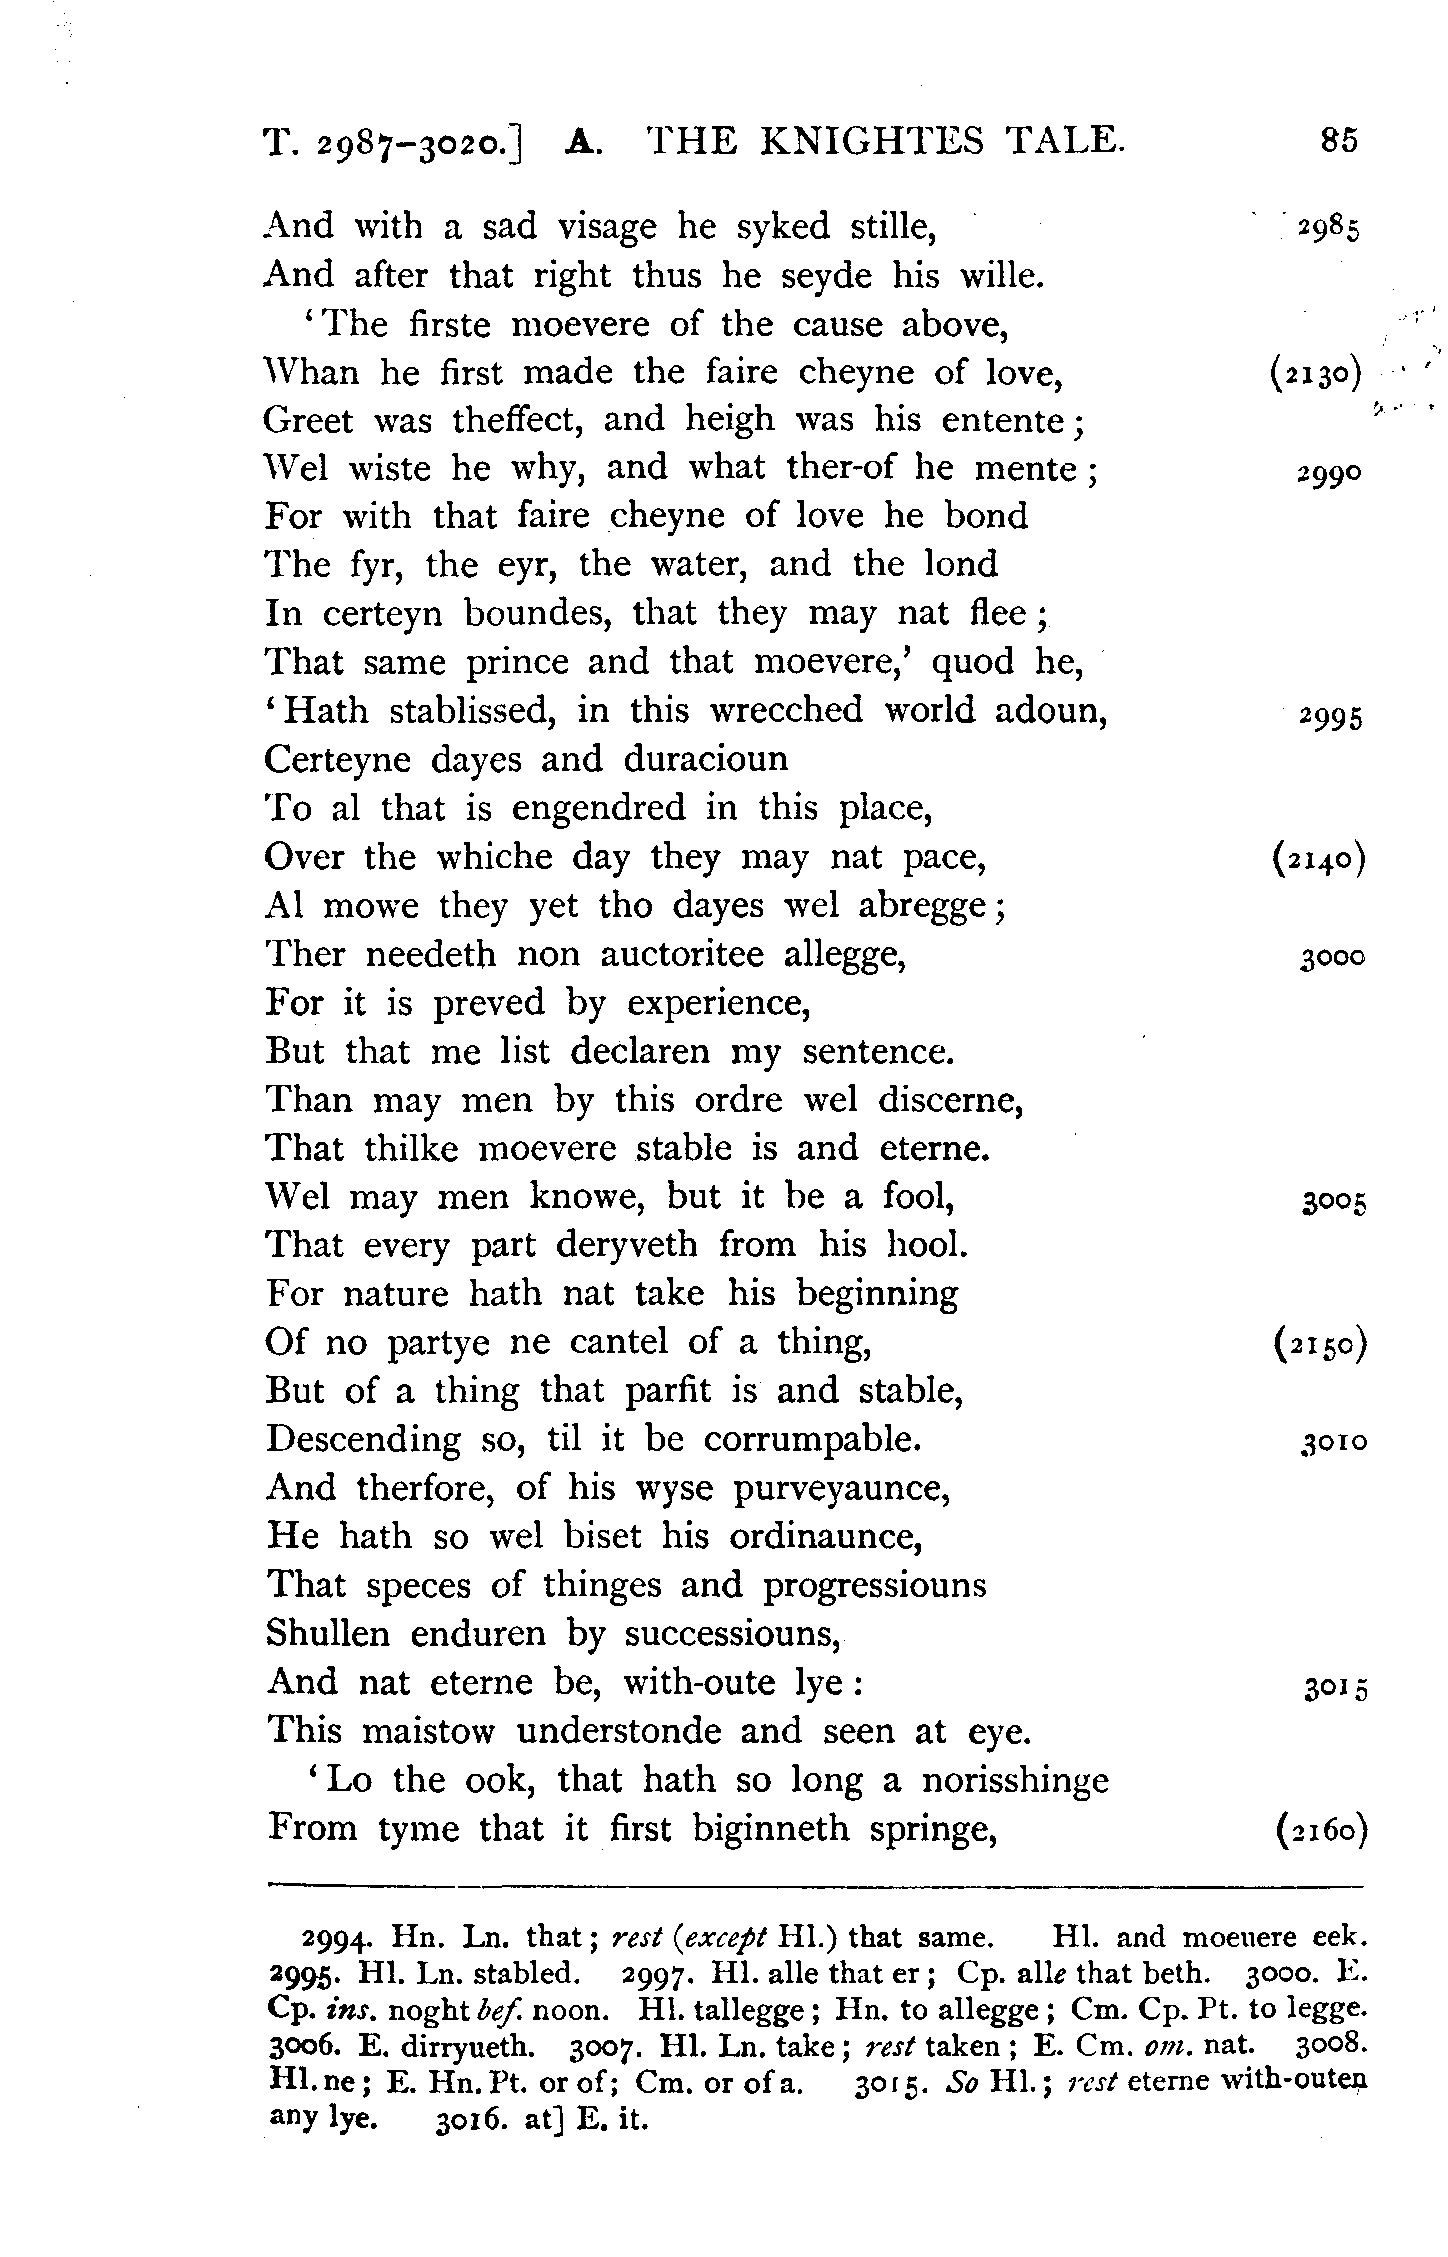 T. 2987–3020.] A. THE KNIGHTES TALE. 85
And with a sad visage he syked stille, 2985
And after that right thus he seyde his wille.
‘The firste moevere of the cause above,
Whan he first made the faire cheyne of love, (2130)
Greet was theffect, and heigh was his entente;
Wel wiste he why, and what ther-of he mente; 2990
For with that faire cheyne of love he bond
The fyr, the eyr, the water, and the lond
In certeyn boundes, that they may nat flee;
That same prince and that moevere,’ quod he,
‘Hath stablissed, in this wrecched world adoun, 2995
Certeyne dayes and duracioun
To al that is engendred in this place,
Over the whiche day they may nat pace, (2140)
Al mowe they yet tho dayes wel abregge;
Ther needeth non auctoritee allegge, 3000
For it is preved by experience,
But that me list declaren my sentence.
Than may men by this ordre wel discerne,
That thilke moevere stable is and eterne.
Wel may men knowe, but it be a fool, 3005
That every part deryveth from his hool.
For nature hath nat take his beginning
Of no partye ne cantel of a thing, (2150)
But of a thing that parfit is and stable,
Descending so, til it be corrumpable. 3010
And therfore, of his wyse purveyaunce,
He hath so wel biset his ordinaunce,
That speces of thinges and progressiouns
Shullen enduren by successiouns,
And nat eterne be, with-oute lye: 3015
This maistow understonde and seen at eye.
‘Lo the ook, that hath so long a norisshinge
From tyme that it first biginneth springe, (2160)
2994. Hn. Ln. that; rest (except Hl.) that same. Hl. and moeuere eek.
2995. Hl. Ln. stabled. 2997. Hl. alle that er; Cp. alle that beth. 3000. E.
Cp. ins. noght bef. noon. Hl. tallegge; Hn. to allegge; Cm. Cp. Pt. to legge.
3006. E. dirryueth. 3007. Hl. Ln. take; rest taken; E. Cm. om. nat. 3008.
Hl. ne; E. Hn. Pt. or of; Cm. or of a. 3015. So Hl.; rest eterne with-outen
any lye. 3016. at] E. it.